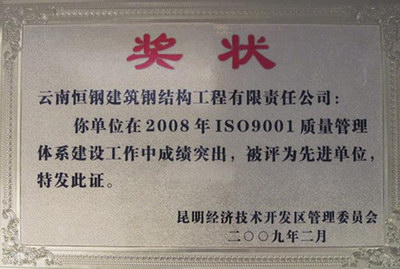 奖状
云南恒钢建筑钢结构工程有限责任公司：
你单位在2008年ISO9001质量管理
体系建设工作中成绩突出，被评为先进单位，
特发此证。
昆明经济技术开发区管理委员会
二〇〇九年二月